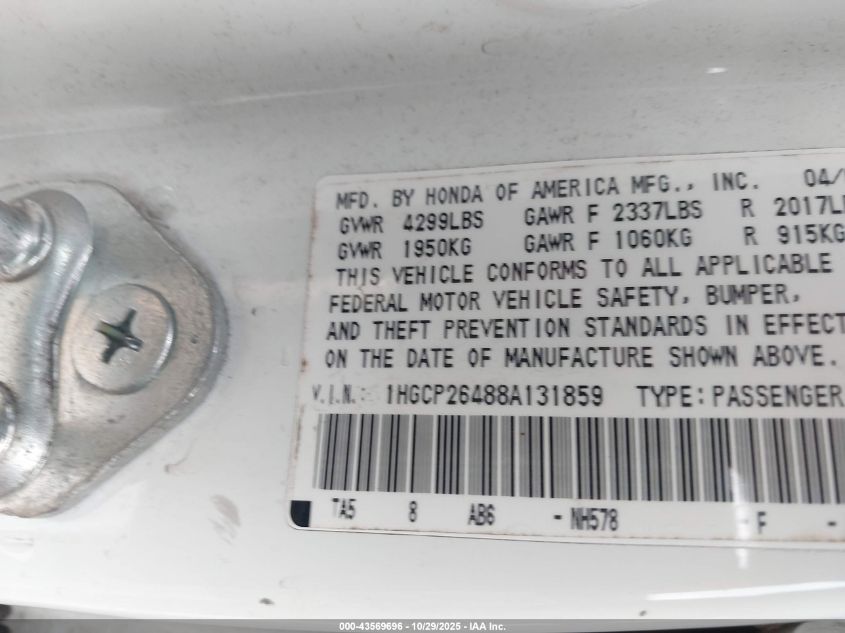 MFD. BY HONDA OF AMERICA MFG., INC. 04/
GVWR 4299LBS GAWR F 2337LBS R 2017L
GVWR 1950KG GAWR F 1060KG R 915KG
THIS VEHICLE CONFORMS TO ALL APPLICABLE
FEDERAL MOTOR VEHICLE SAFETY, BUMPER,
AND THEFT PREVENTION STANDARDS IN EFFECT
ON THE DATE OF MANUFACTURE SHOWN ABOVE.
V.I.N.: 1HGCP26488A131859 TYPE: PASSENGER
TA5 8 AB6 - NH578 - F -
000-43569696 - 10/29/2025 - IAA Inc.